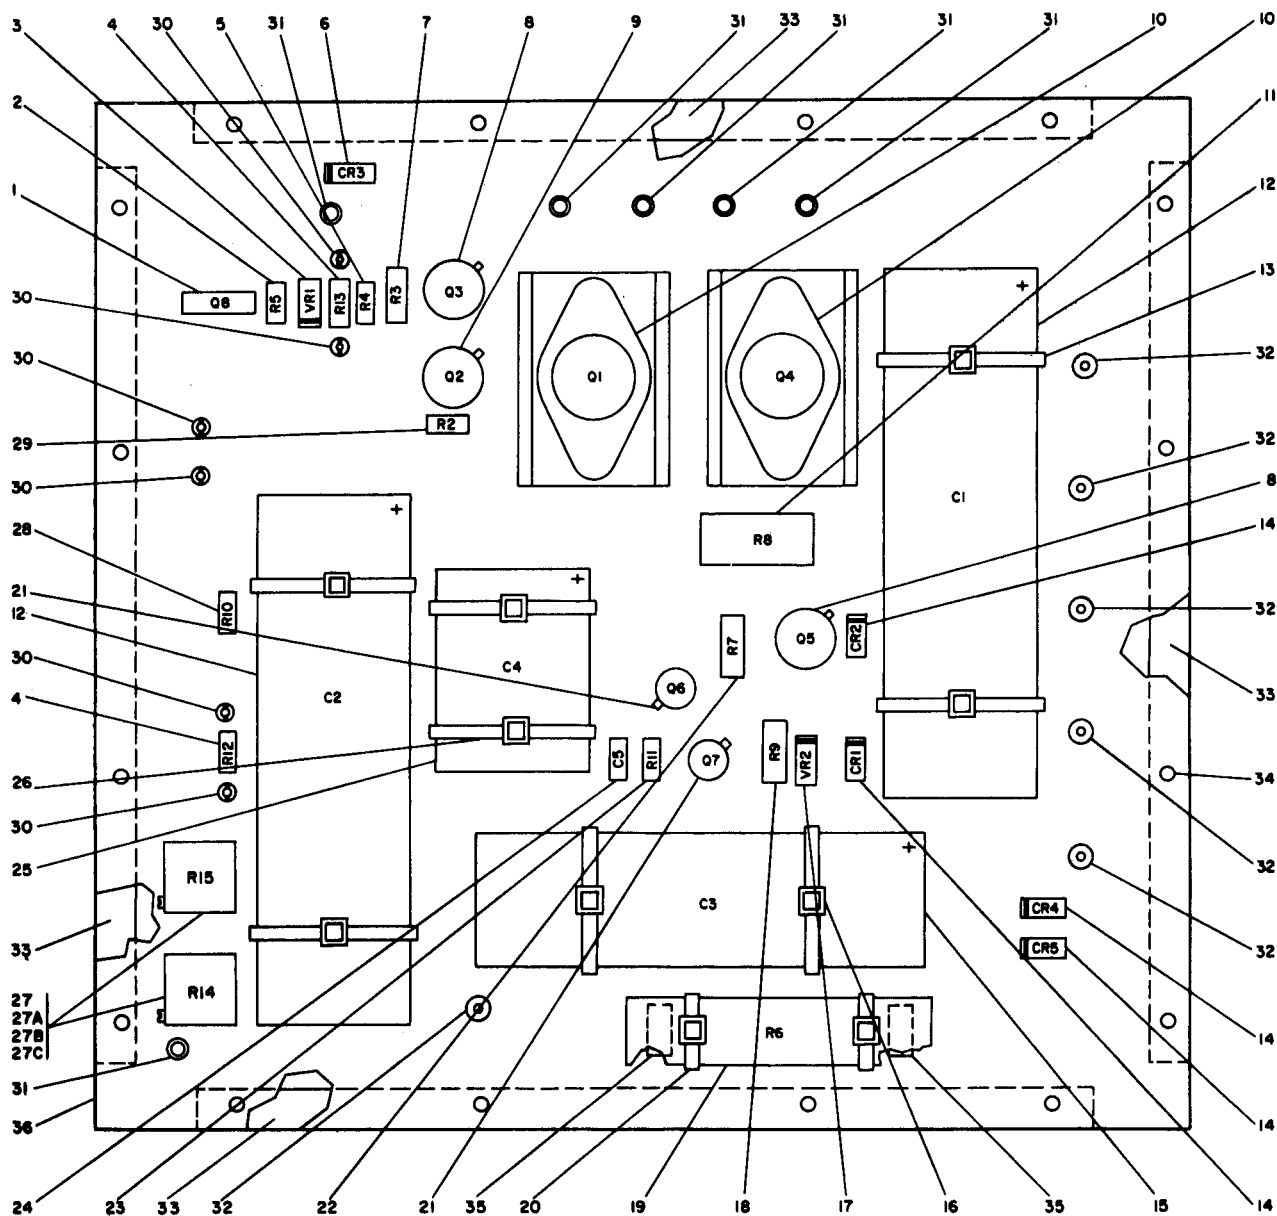 3 4 30 5 31 6 7 8 9 31 33 31 31 31 10 10
2 11
1 CR3 12
Q8 R5 VR1 R13 R4 R3 Q3 + 13
30
30 Q2 Q1 Q4 32
29 R2 32
30 C1 8
28 + R8 14
21 +
12 R10 Q5 CR2 32
30 C4 R7 33
4 C2 Q6
26 R12 C5 R11 Q7 R9 VR2 CR1 34
30
25 R15 + 32
C3 CR4
33 CR5 32
27 R14
27A
27B R6 14
27C
31
36 14
24 23 33 32 22 21 35 20 19 18 17 16 35 15 14